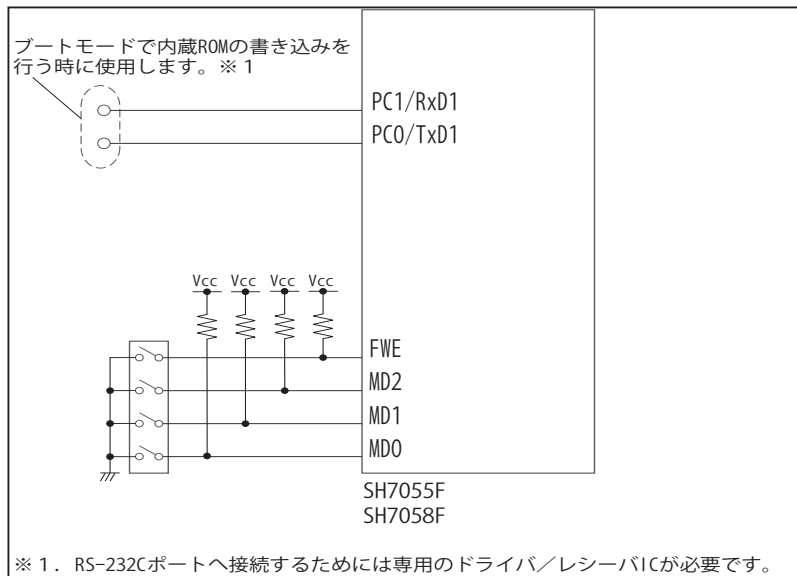 ブートモードで内蔵ROMの書き込みを
行う時に使用します。※1
PC1/RxD1
PC0/TxD1
Vcc Vcc Vcc Vcc
FWE
MD2
MD1
MD0
SH7055F
SH7058F
※1. RS-232Cポートへ接続するためには専用のドライバ／レシーバICが必要です。